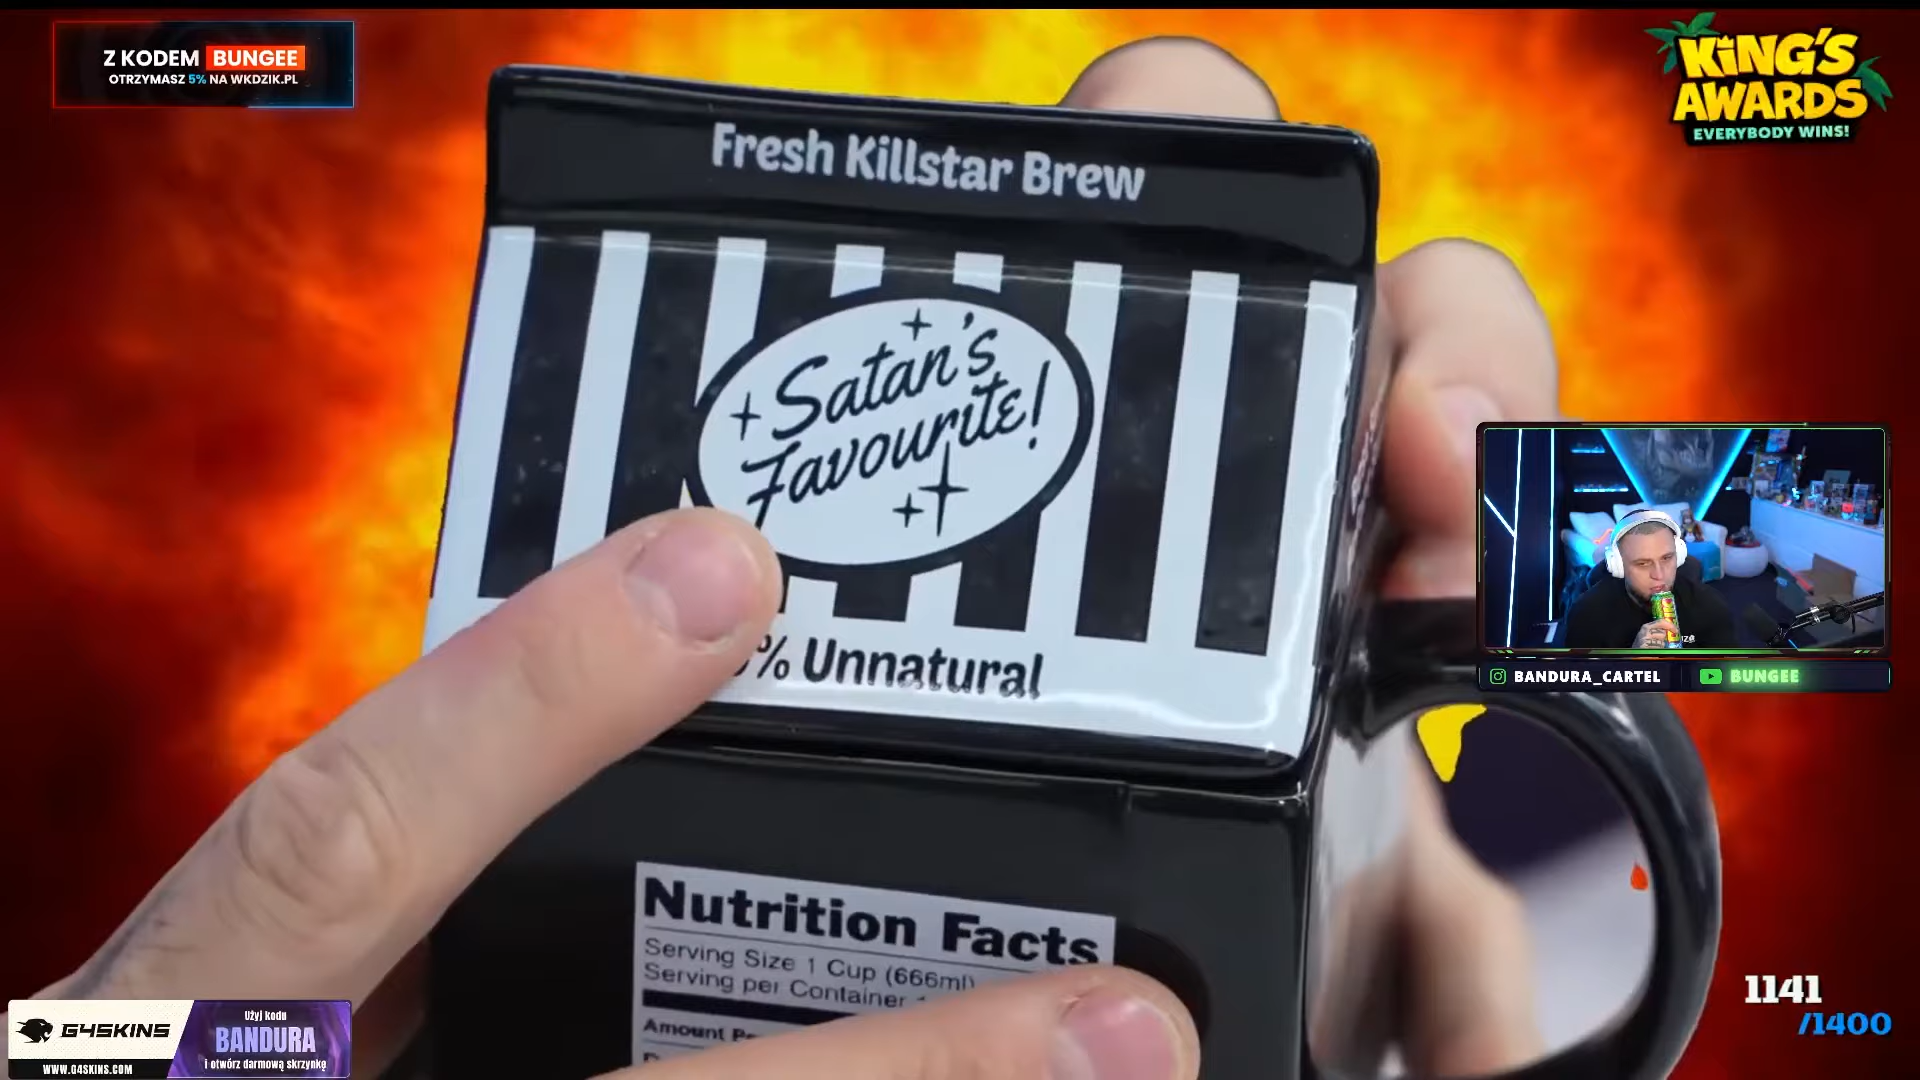 Z KODEM BUNGEE
OTRZYMASZ 5% NA WKDZIK.PL
KING'S
AWARDS
EVERYBODY WINS!
Fresh Killstar Brew
Satan's
Favourite!
% Unnatural
Nutrition Facts
Serving Size 1 Cup (666ml)
Serving per Container
Amount
BANDURA_CARTEL
BUNGEE
1141
/1400
G4SKINS
WWW.G4SKINS.COM
Użyj kodu
BANDURA
i otwórz darmową skrzynkę